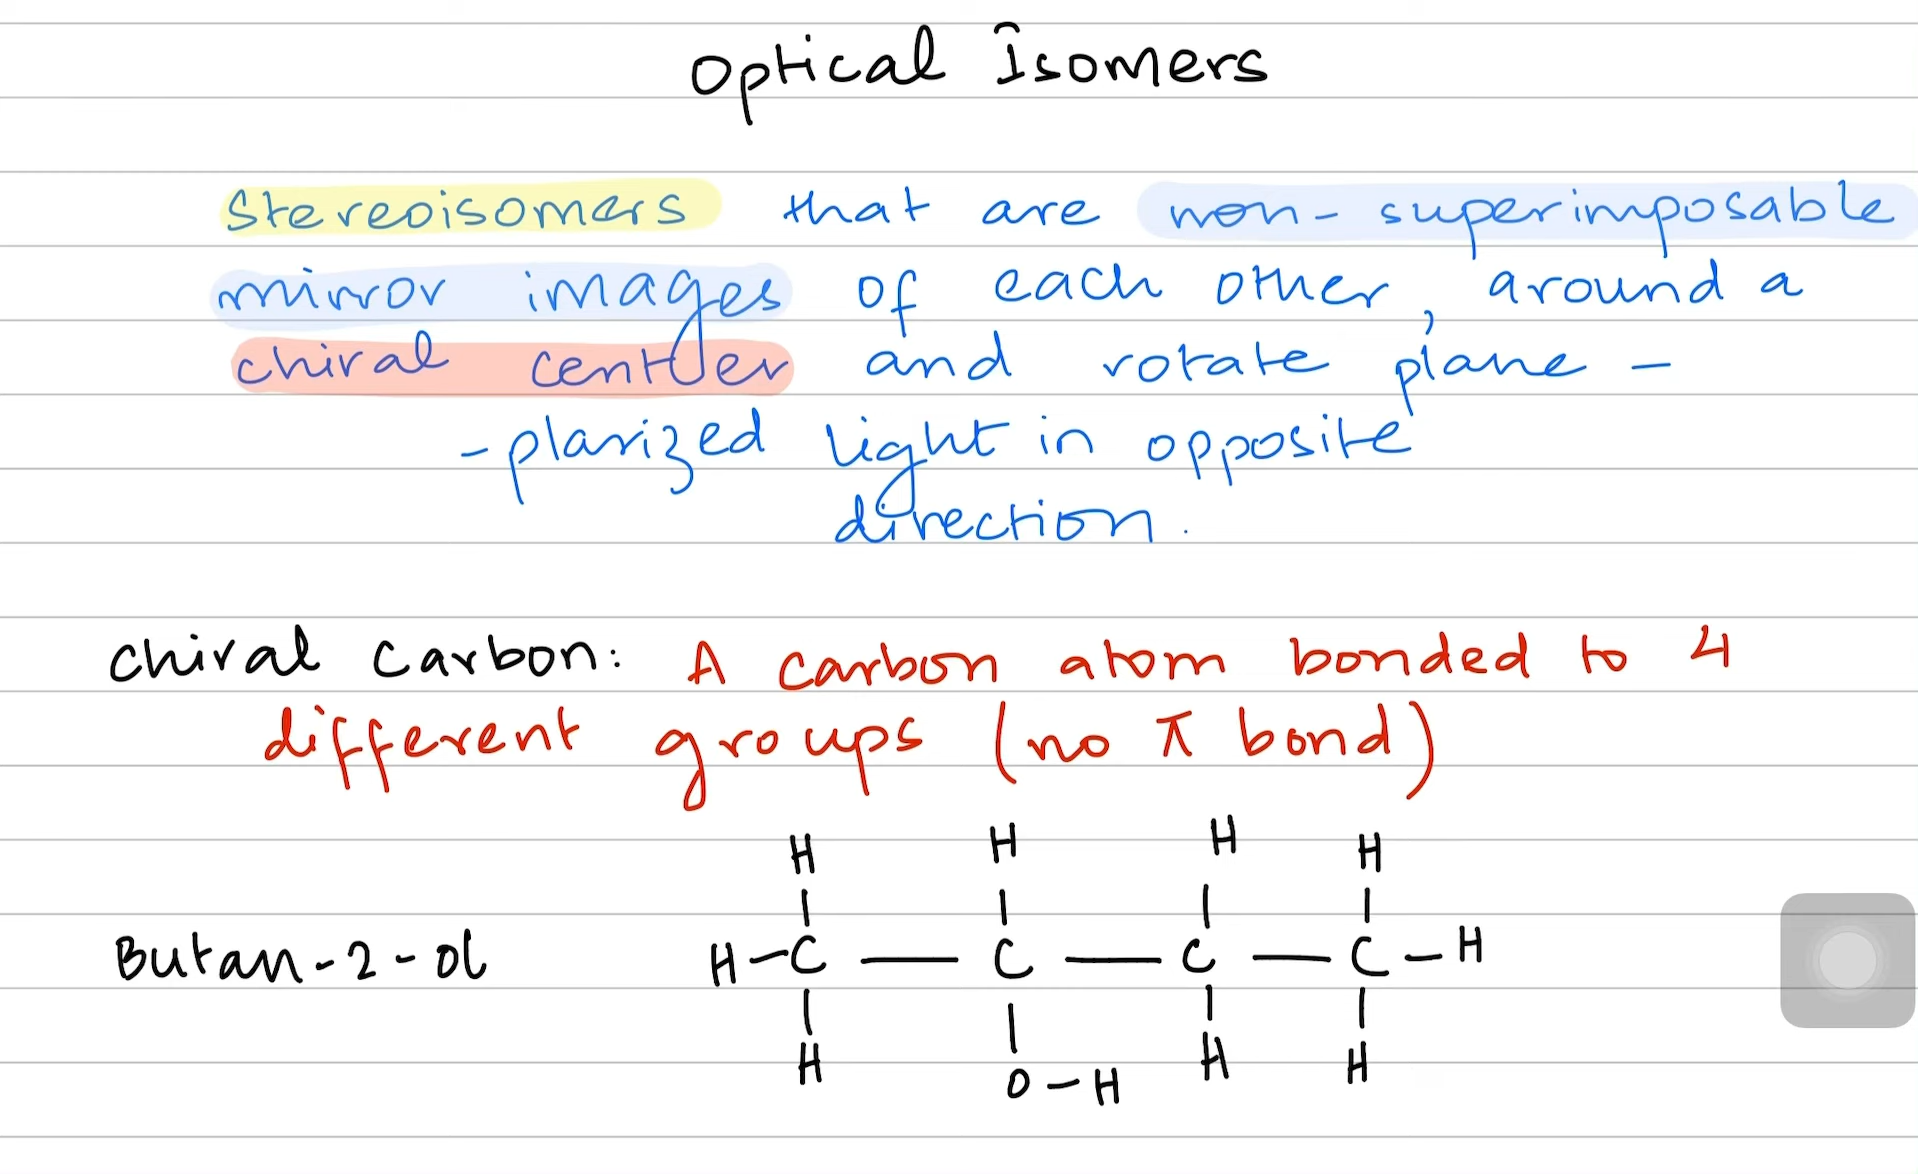 Optical Isomers
Stereoisomers that are non-superimposable
mirror images of each other, around a
chiral center and rotate plane -
-plarized light in opposite
direction.
Chiral Carbon: A carbon atom bonded to 4
different groups (no π bond)
H H H H
Butan-2-ol H-C — C — C — C-H
H O-H H H